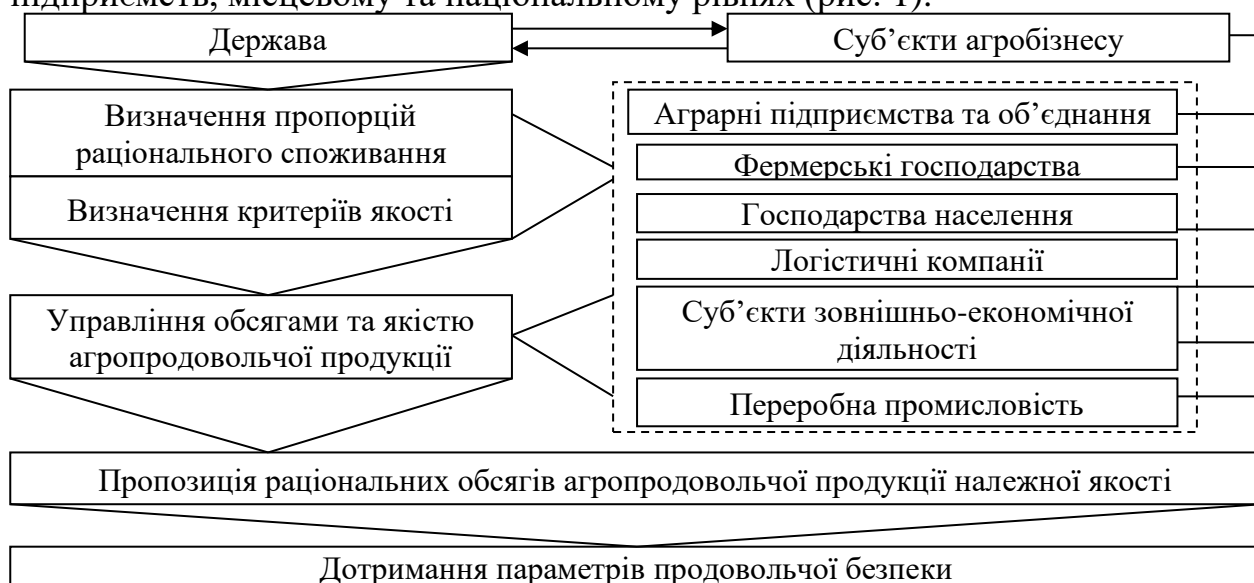 підприємств, місцевому та національному рівнях (рис. 1).
Держава
Суб’єкти агробізнесу
Визначення пропорцій
раціонального споживання
Визначення критеріїв якості
Управління обсягами та якістю
агропродовольчої продукції
Аграрні підприємства та об’єднання
Фермерські господарства
Господарства населення
Логістичні компанії
Суб’єкти зовнішньо-економічної
діяльності
Переробна промисловість
Пропозиція раціональних обсягів агропродовольчої продукції належної якості
Дотримання параметрів продовольчої безпеки